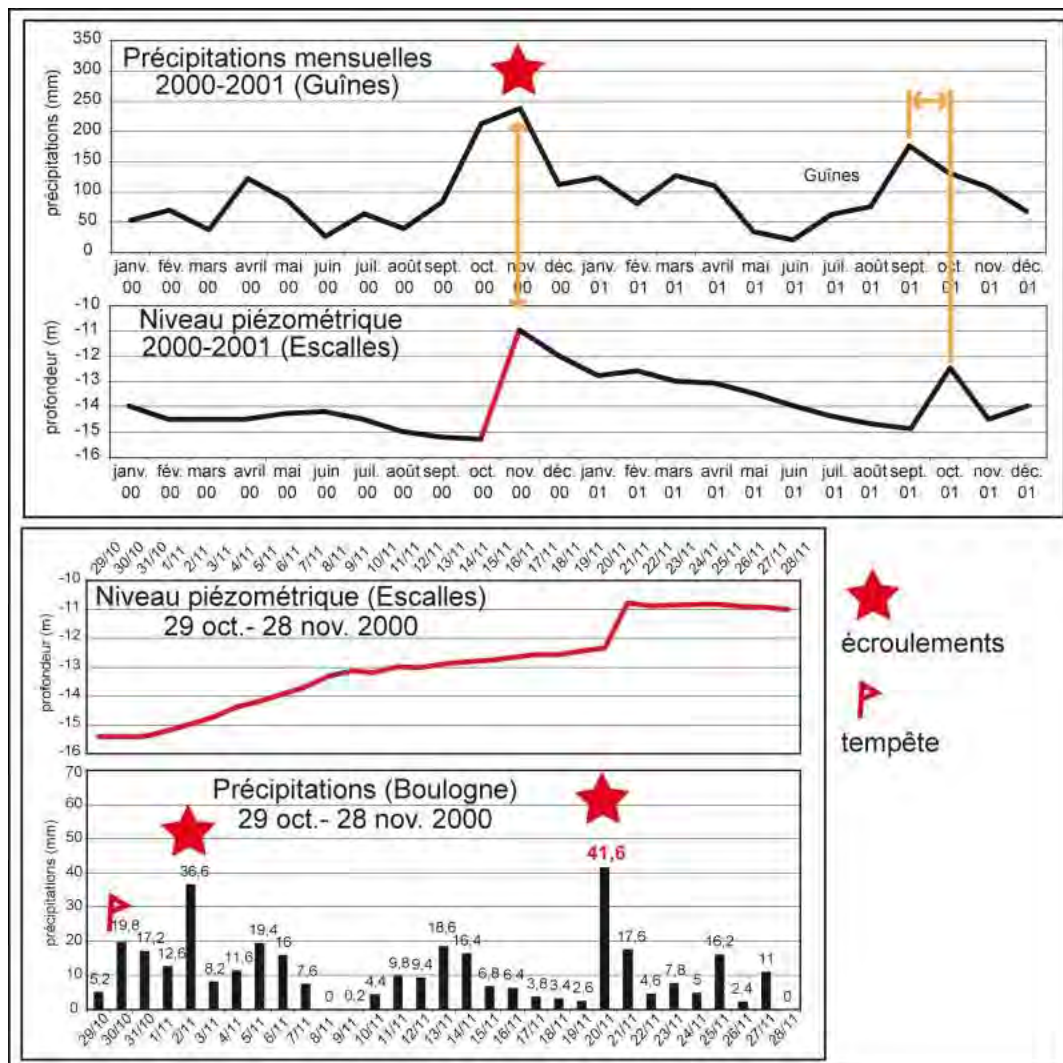 Précipitations mensuelles
2000-2001 (Guînes)
précipitations (mm)
350
300
250
200
150
100
50
0
Guînes
janv. fév. mars avril mai juin juil. août sept. oct. nov. déc. janv. fév. mars avril mai juin juil. août sept. oct. nov. déc.
00 00 00 00 00 00 00 00 00 00 00 00 01 01 01 01 01 01 01 01 01 01 01 01
Niveau piézométrique
2000-2001 (Escalles)
profondeur (m)
-10
-11
-12
-13
-14
-15
-16
janv. fév. mars avril mai juin juil. août sept. oct. nov. déc. janv. fév. mars avril mai juin juil. août sept. oct. nov. déc.
00 00 00 00 00 00 00 00 00 00 00 00 01 01 01 01 01 01 01 01 01 01 01 01
29/10 30/10 31/10 1/11 2/11 3/11 4/11 5/11 6/11 7/11 8/11 9/11 10/11 11/11 12/11 13/11 14/11 15/11 16/11 17/11 18/11 19/11 20/11 21/11 22/11 23/11 24/11 25/11 26/11 27/11 28/11
Niveau piézométrique (Escalles)
29 oct.- 28 nov. 2000
profondeur (m)
-10
-11
-12
-13
-14
-15
-16
Précipitations (Boulogne)
29 oct.- 28 nov. 2000
précipitations (mm)
70
60
50
40
30
20
10
0
5,2 19,8 17,2 12,6 36,6 8,2 11,6 19,4 16 7,6 0 0,2 4,4 9,8 9,4 18,6 16,4 6,8 6,4 3,8 3,4 2,6 41,6 17,6 4,6 7,8 5 16,2 2,4 11 0
29/10 30/10 31/10 1/11 2/11 3/11 4/11 5/11 6/11 7/11 8/11 9/11 10/11 11/11 12/11 13/11 14/11 15/11 16/11 17/11 18/11 19/11 20/11 21/11 22/11 23/11 24/11 25/11 26/11 27/11 28/11
écroulements
tempête